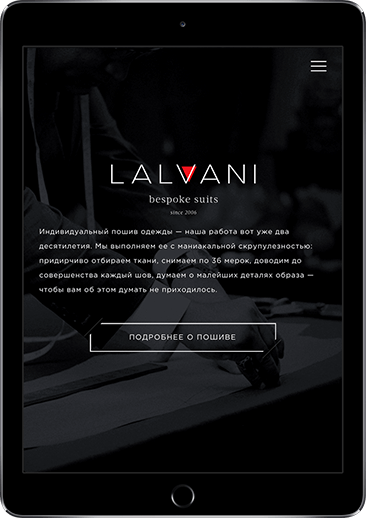 LALVANI
bespoke suits
since 2006
Индивидуальный пошив одежды — наша работа вот уже два
десятилетия. Мы выполняем ее с маниакальной скрупулезностью:
придирчиво отбираем ткани, снимаем по 36 мерок, доводим до
совершенства каждый шов, думаем о малейших деталях образа —
чтобы вам об этом думать не приходилось.
ПОДРОБНЕЕ О ПОШИВЕ